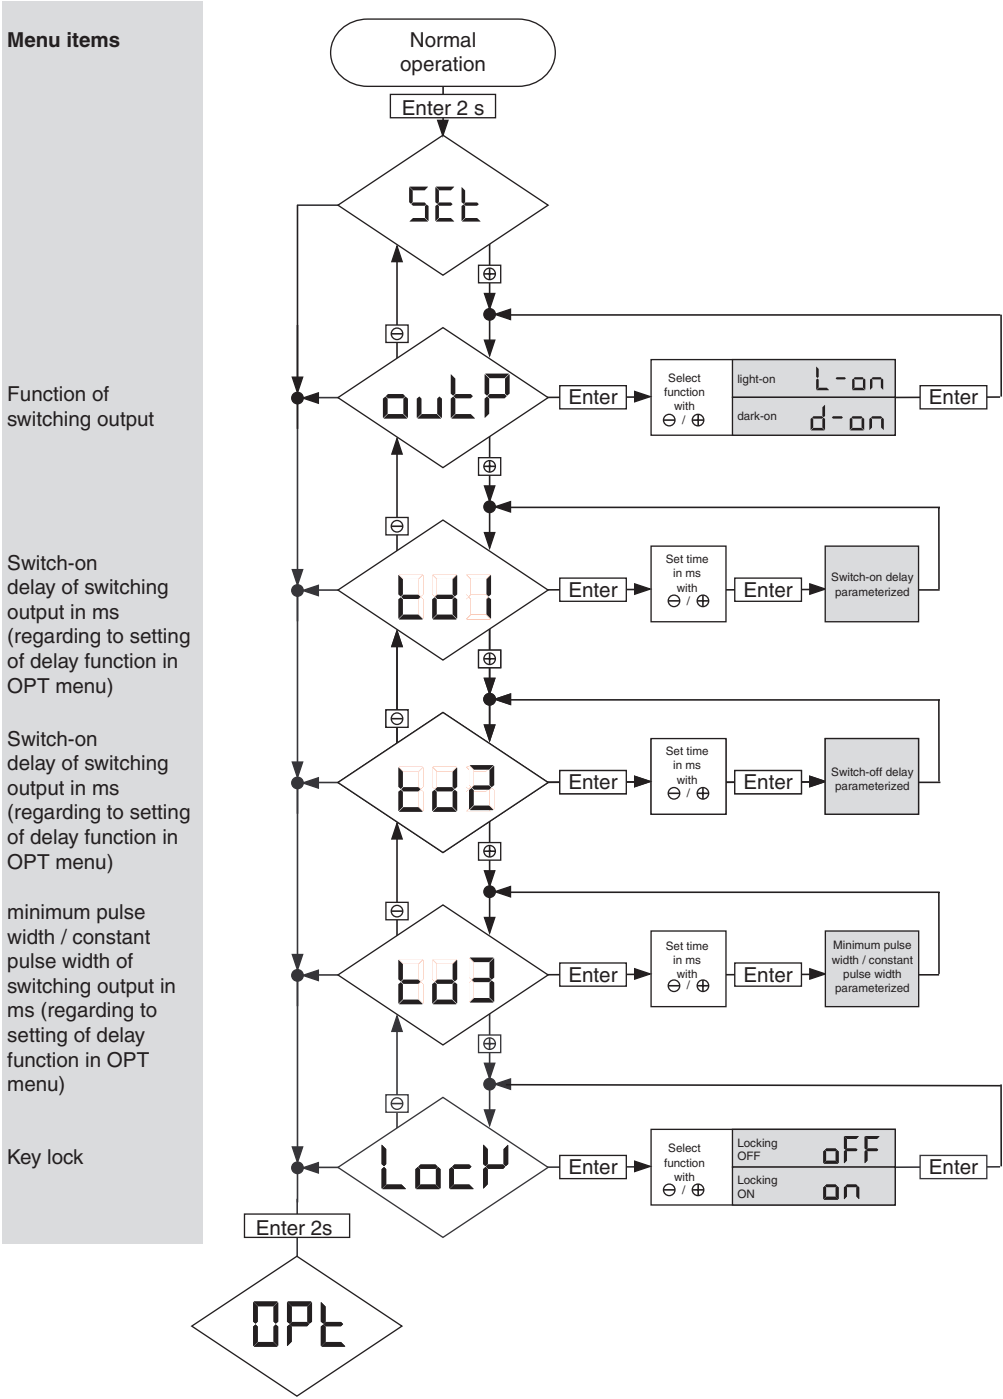 Menu items
Normal
operation
Enter 2 s
SEt
⊕
⊖
Function of
switching output
outP
Enter
Select
function
with
⊖ / ⊕
light-on
L-on
dark-on
d-on
Enter
⊕
⊖
Switch-on
delay of switching
output in ms
(regarding to setting
of delay function in
OPT menu)
td1
Enter
Set time
in ms
with
⊖ / ⊕
Enter
Switch-on delay
parameterized
⊕
⊖
Switch-on
delay of switching
output in ms
(regarding to setting
of delay function in
OPT menu)
td2
Enter
Set time
in ms
with
⊖ / ⊕
Enter
Switch-off delay
parameterized
⊕
⊖
minimum pulse
width / constant
pulse width of
switching output in
ms (regarding to
setting of delay
function in OPT
menu)
td3
Enter
Set time
in ms
with
⊖ / ⊕
Enter
Minimum pulse
width / constant
pulse width
parameterized
⊕
⊖
Key lock
LocK
Enter
Select
function
with
⊖ / ⊕
Locking
OFF
oFF
Locking
ON
on
Enter
Enter 2s
OPt